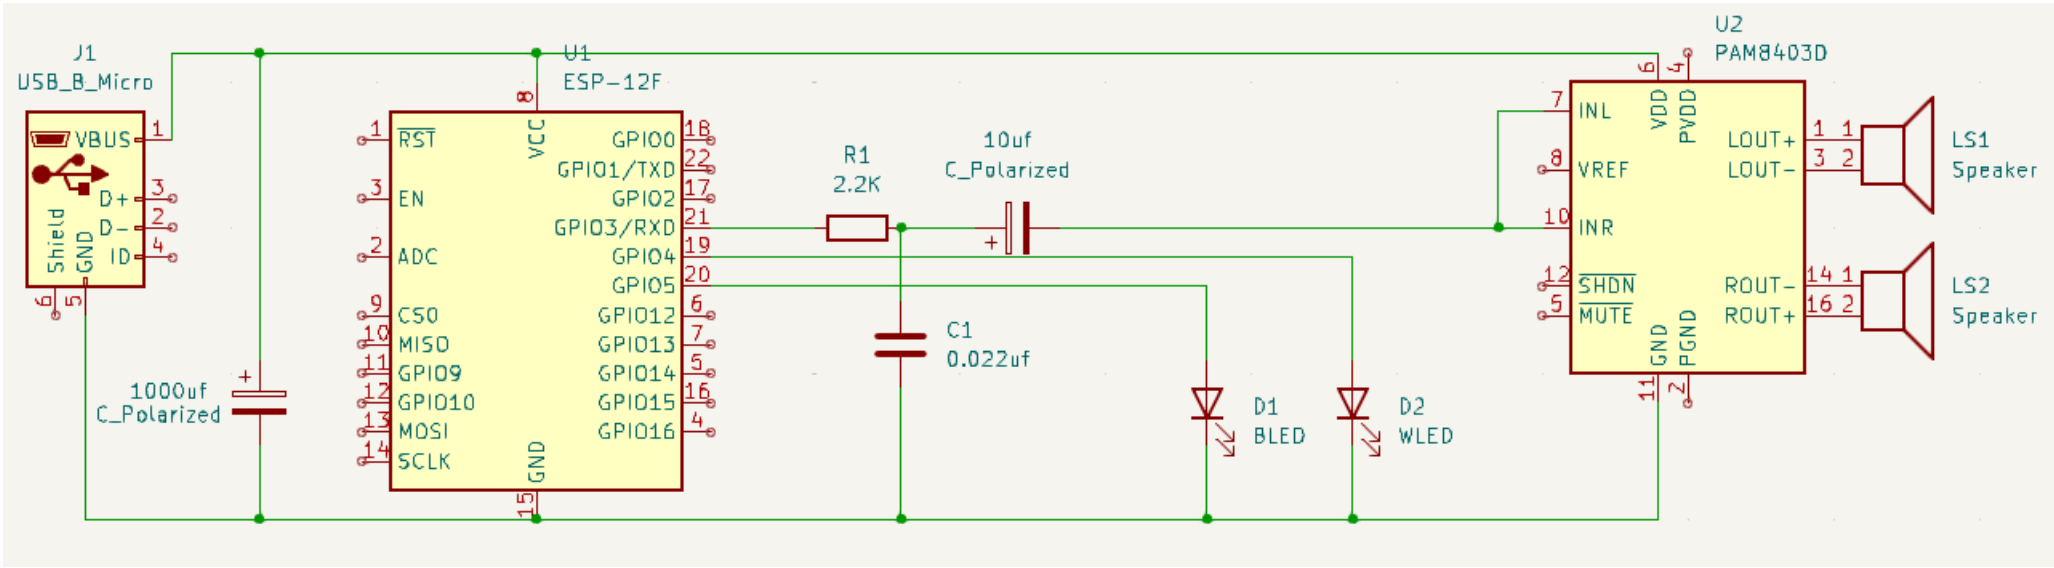 J1
USB_B_Micro
VBUS 1
D+ 3
D- 2
ID 4
Shield
GND
6
5
1000uf
C_Polarized
+
U1
ESP-12F
8
VCC
1 RST
3 EN
2 ADC
9 CS0
10 MISO
11 GPIO9
12 GPIO10
13 MOSI
14 SCLK
GPIO0 18
GPIO1/TXD 22
GPIO2 17
GPIO3/RXD 21
GPIO4 19
GPIO5 20
GPIO12 6
GPIO13 7
GPIO14 5
GPIO15 16
GPIO16 4
GND
15
R1
2.2K
10uf
C_Polarized
+
C1
0.022uf
D1
BLED
D2
WLED
U2
PAM8403D
6
4
VDD
PVDD
7 INL
8 VREF
10 INR
12 SHDN
5 MUTE
LOUT+ 1 1
LOUT- 3 2
ROUT- 14 1
ROUT+ 16 2
GND
PGND
11
2
LS1
Speaker
LS2
Speaker